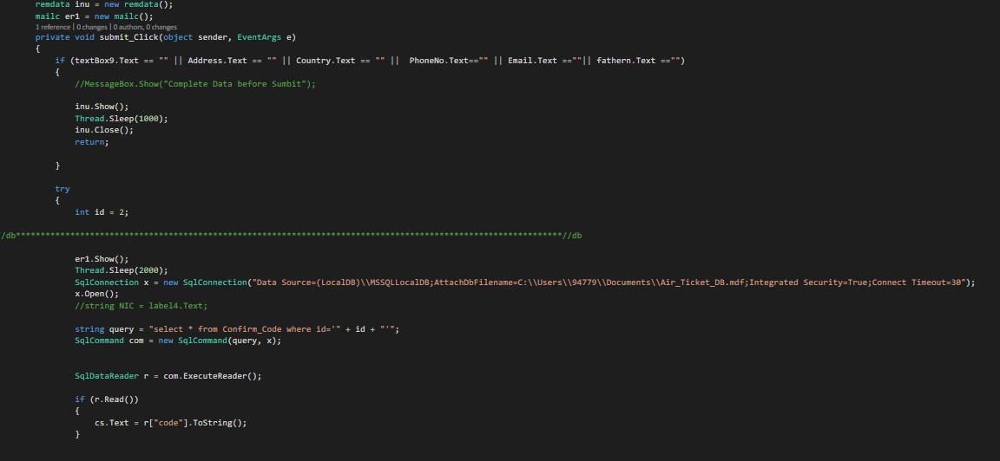 remdata inu = new remdata();
mailc er1 = new mailc();
1 reference | 0 changes | 0 authors, 0 changes
private void submit_Click(object sender, EventArgs e)
{
if (textBox9.Text == "" || Address.Text == "" || Country.Text == "" || PhoneNo.Text=="" || Email.Text ==""|| fathern.Text =="")
{
//MessageBox.Show("Complete Data before Sumbit");
inu.Show();
Thread.Sleep(1000);
inu.Close();
return;
}
try
{
int id = 2;
/db**************************************************************************************************************//db
er1.Show();
Thread.Sleep(2000);
SqlConnection x = new SqlConnection("Data Source=(LocalDB)\\MSSQLLocalDB;AttachDbFilename=C:\\Users\\94779\\Documents\\Air_Ticket_DB.mdf;Integrated Security=True;Connect Timeout=30");
x.Open();
//string NIC = label4.Text;
string query = "select * from Confirm_Code where id='" + id + "'";
SqlCommand com = new SqlCommand(query, x);
SqlDataReader r = com.ExecuteReader();
if (r.Read())
{
cs.Text = r["code"].ToString();
}